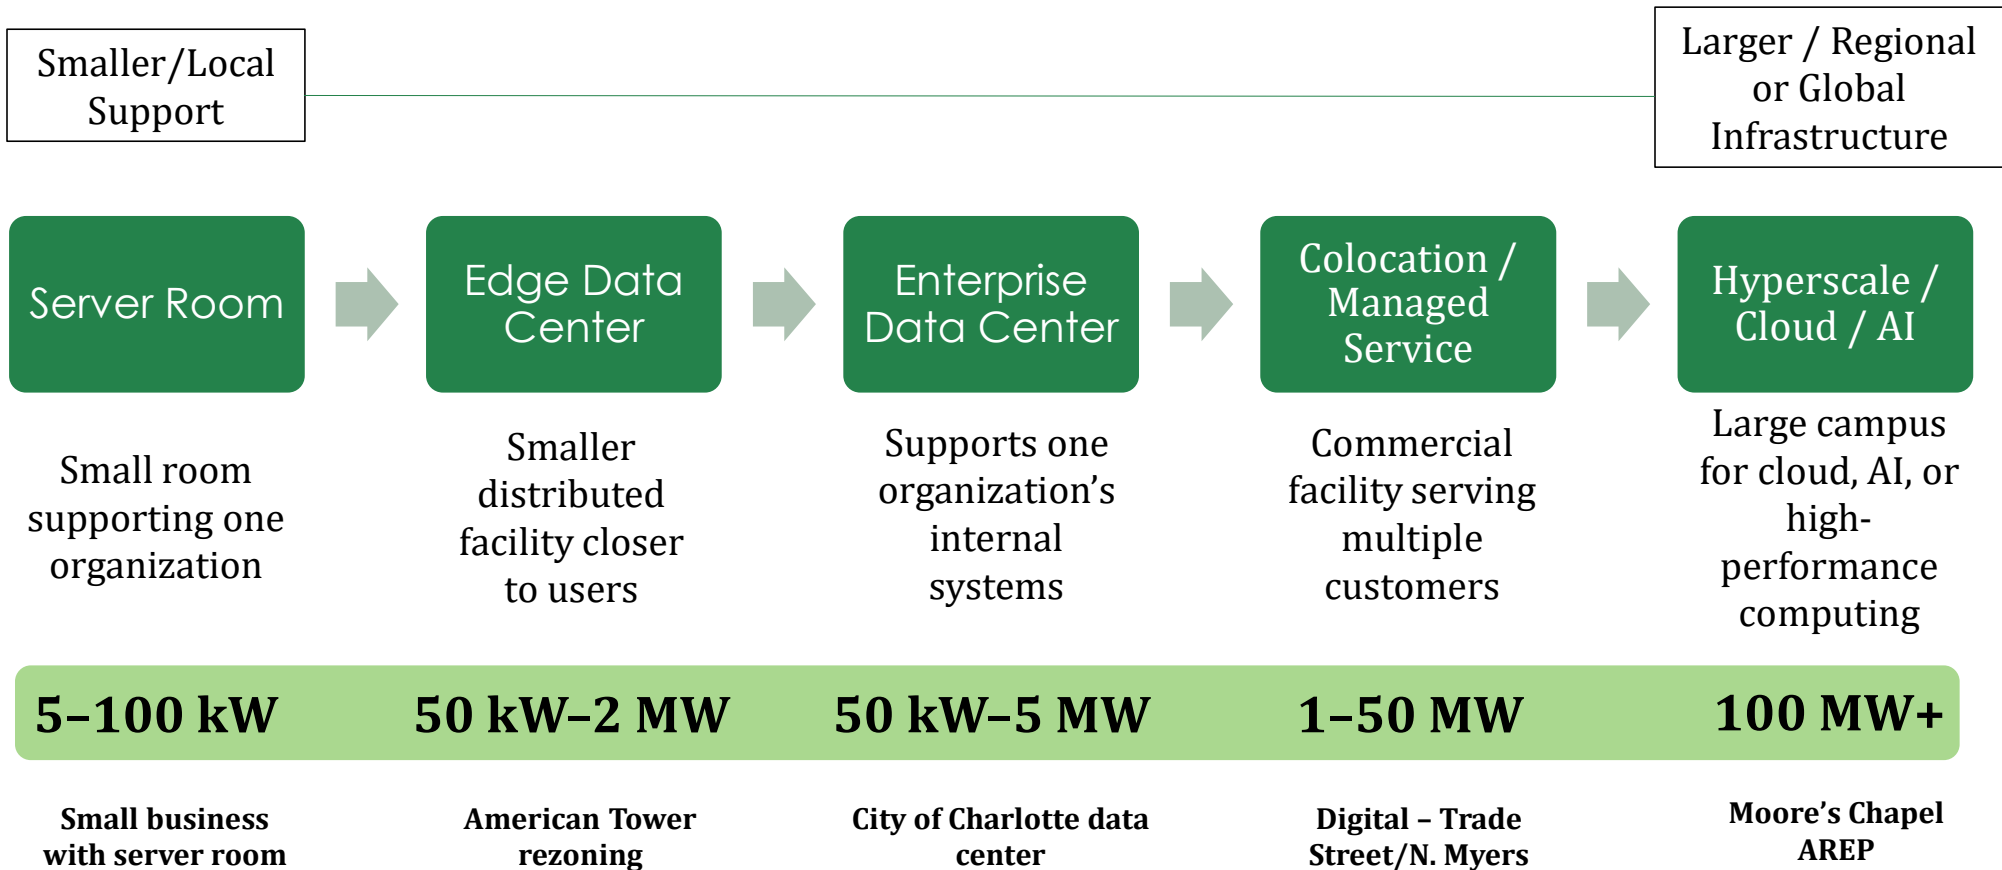 Smaller/Local
Support
Larger / Regional
or Global
Infrastructure
Server Room
Edge Data
Center
Enterprise
Data Center
Colocation /
Managed
Service
Hyperscale /
Cloud / AI
Small room
supporting one
organization
Smaller
distributed
facility closer
to users
Supports one
organization’s
internal
systems
Commercial
facility serving
multiple
customers
Large campus
for cloud, AI, or
high-
performance
computing
5–100 kW
50 kW–2 MW
50 kW–5 MW
1–50 MW
100 MW+
Small business
with server room
American Tower
rezoning
City of Charlotte data
center
Digital – Trade
Street/N. Myers
Moore’s Chapel
AREP